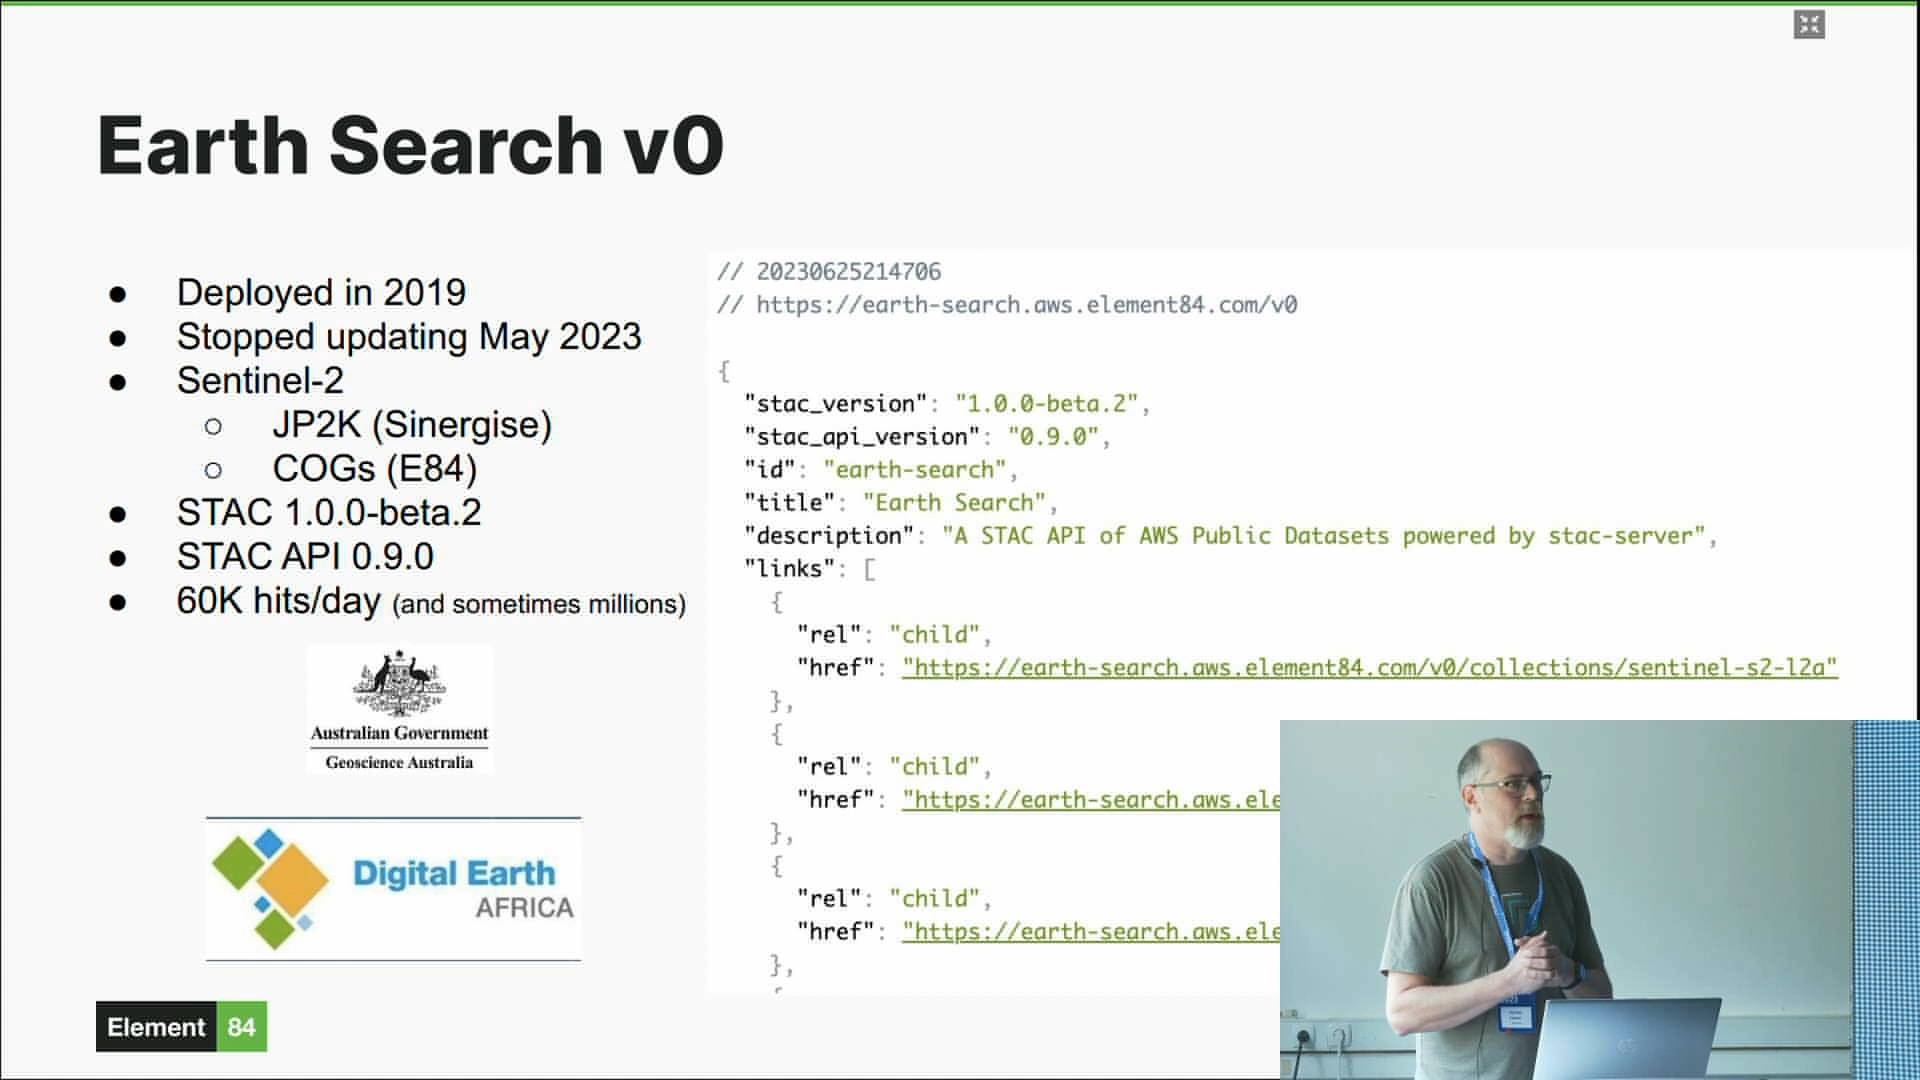 Earth Search v0
● Deployed in 2019
● Stopped updating May 2023
● Sentinel-2
○ JP2K (Sinergise)
○ COGs (E84)
● STAC 1.0.0-beta.2
● STAC API 0.9.0
● 60K hits/day (and sometimes millions)
Australian Government
Geoscience Australia
Digital Earth
AFRICA
Element 84
// 20230625214706
// https://earth-search.aws.element84.com/v0
{
"stac_version": "1.0.0-beta.2",
"stac_api_version": "0.9.0",
"id": "earth-search",
"title": "Earth Search",
"description": "A STAC API of AWS Public Datasets powered by stac-server",
"links": [
{
"rel": "child",
"href": "https://earth-search.aws.element84.com/v0/collections/sentinel-s2-l2a"
},
{
"rel": "child",
"href": "https://earth-search.aws.ele
},
{
"rel": "child",
"href": "https://earth-search.aws.ele
},